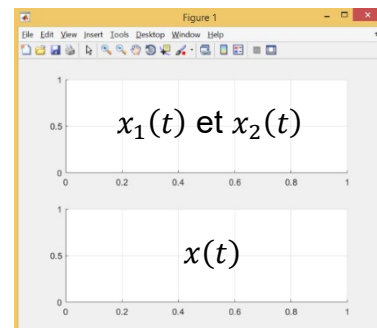 Figure 1
File Edit View Insert Tools Desktop Window Help
1
x₁(t) et x₂(t)
0.5
0
0 0.2 0.4 0.6 0.8 1
1
x(t)
0.5
0
0 0.2 0.4 0.6 0.8 1